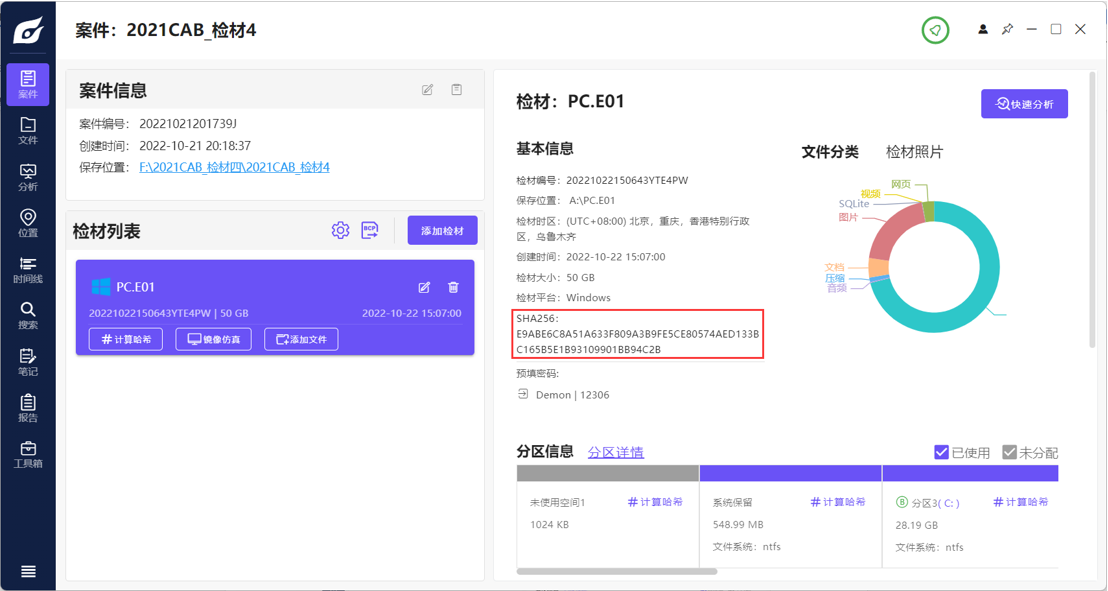 案件：2021CAB_检材4
案件
文件
分析
位置
时间线
搜索
笔记
报告
工具箱
案件信息
案件编号： 20221021201739J
创建时间： 2022-10-21 20:18:37
保存位置： F:\2021CAB_检材四\2021CAB_检材4
检材列表
BCP
添加检材
PC.E01
20221022150643YTE4PW | 50 GB
2022-10-22 15:07:00
计算哈希
镜像仿真
添加文件
检材：PC.E01
快速分析
基本信息
检材编号：20221022150643YTE4PW
保存位置： A:\PC.E01
检材时区：(UTC+08:00) 北京，重庆，香港特别行政
区，乌鲁木齐
创建时间：2022-10-22 15:07:00
检材大小：50 GB
检材平台：Windows
SHA256：
E9ABE6C8A51A633F809A3B9FE5CE80574AED133B
C165B5E1B93109901BB94C2B
预填密码：
Demon | 12306
文件分类
检材照片
网页
视频
SQLite
图片
文档
压缩
音频
分区信息
分区详情
已使用
未分配
未使用空间1
计算哈希
1024 KB
系统保留
计算哈希
548.99 MB
文件系统：ntfs
B 分区3( C: )
计算哈希
28.19 GB
文件系统：ntfs